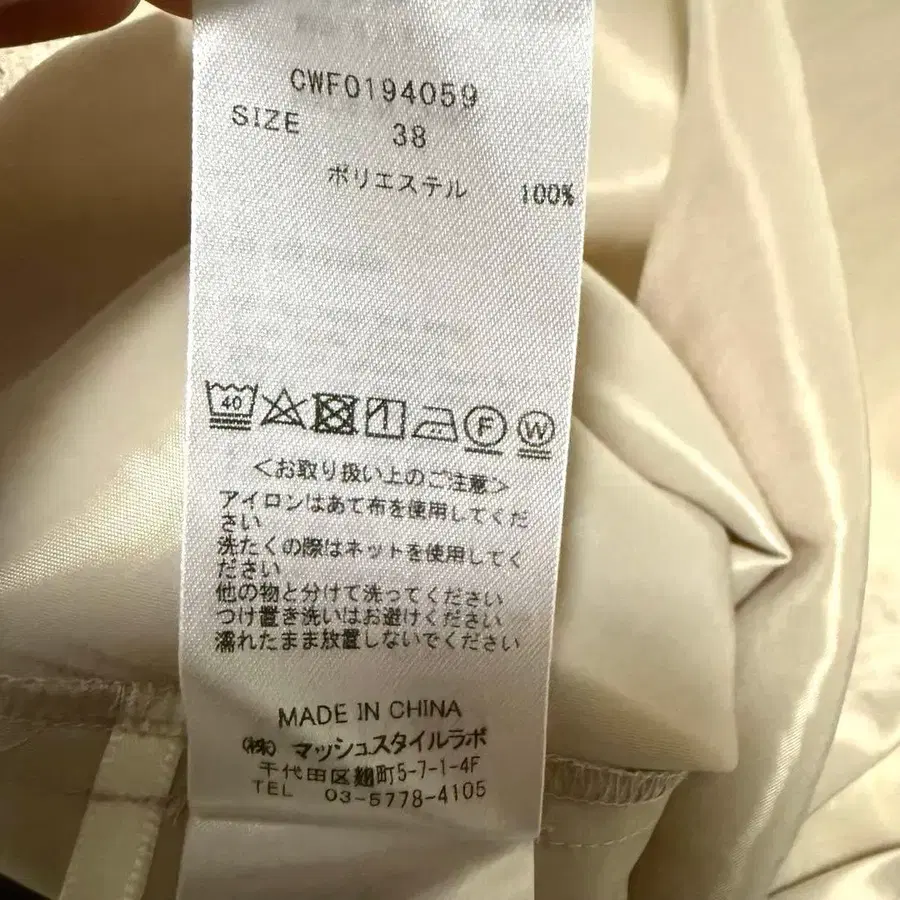 CWF0194059
SIZE 38
ポリエステル 100%
40
F
W
<お取り扱い上のご注意>
アイロンはあて布を使用してくだ
さい
洗たくの際はネットを使用してく
ださい
他の物と分けて洗ってください
つけ置き洗いはお避けください
濡れたまま放置しないでください
MADE IN CHINA
(株) マッシュスタイルラボ
千代田区麹町5-7-1-4F
TEL 03-5778-4105